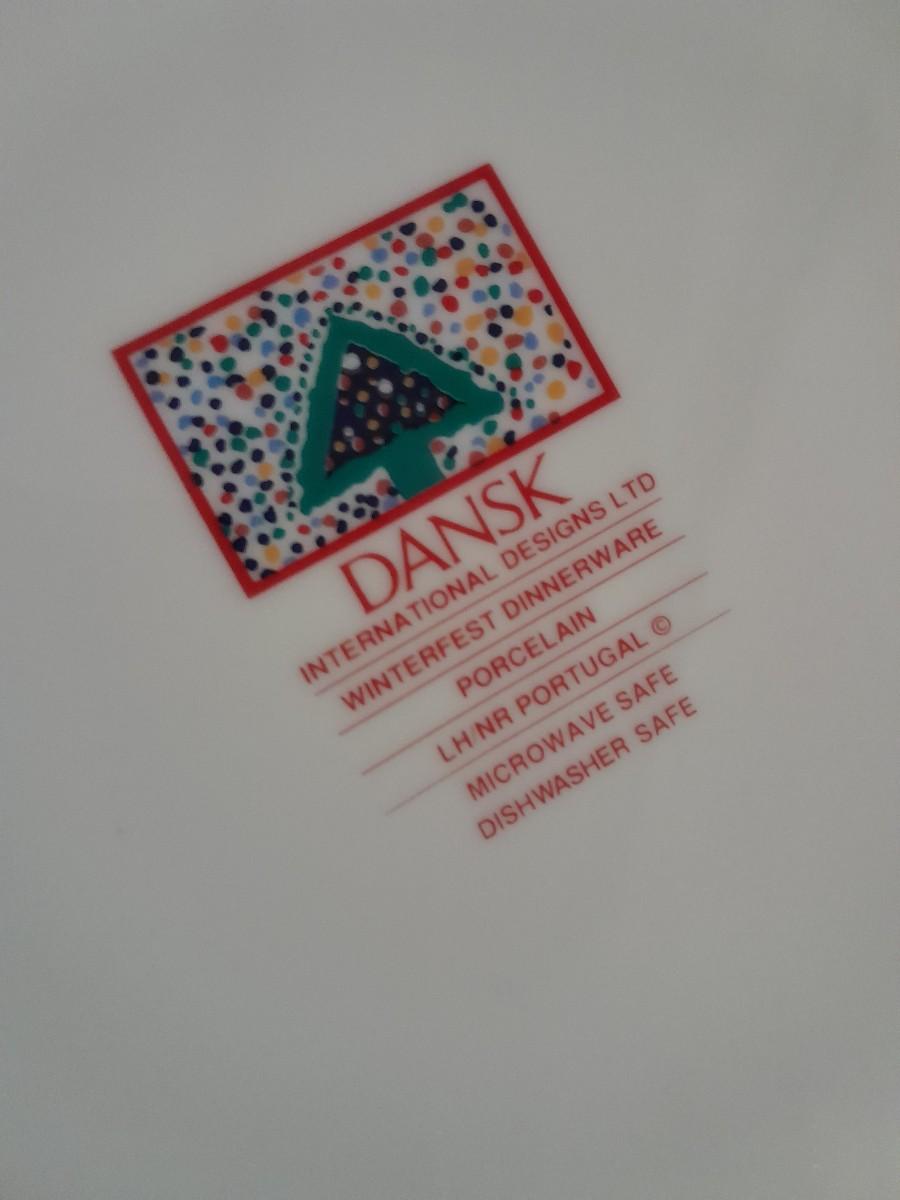 DANSK
INTERNATIONAL DESIGNS LTD
WINTERFEST DINNERWARE
PORCELAIN
LH NR PORTUGAL ©
MICROWAVE SAFE
DISHWASHER SAFE